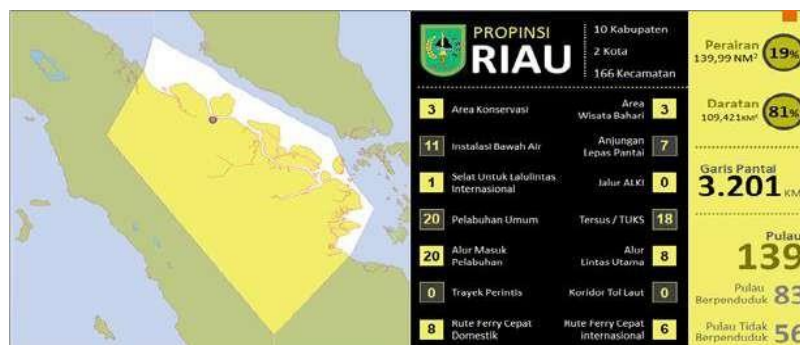 PROPINSI
RIAU
10 Kabupaten
2 Kota
166 Kecamatan
3 Area Konservasi
Area
Wisata Bahari 3
11 Instalasi Bawah Air
Anjungan
Lepas Pantai 7
1 Selat Untuk Lalulintas
Internasional
Jalur ALKI 0
20 Pelabuhan Umum
Tersus / TUKS 18
20 Alur Masuk
Pelabuhan
Alur
Lintas Utama 8
0 Trayek Perintis
Koridor Tol Laut 0
8 Rute Ferry Cepat
Domestik
Rute Ferry Cepat
Internasional 6
Perairan
139,99 NM²
19%
Daratan
109,421KM²
81%
Garis Pantai
3.201 KM
Pulau
139
Pulau
Berpenduduk 83
Pulau Tidak
Berpenduduk 56